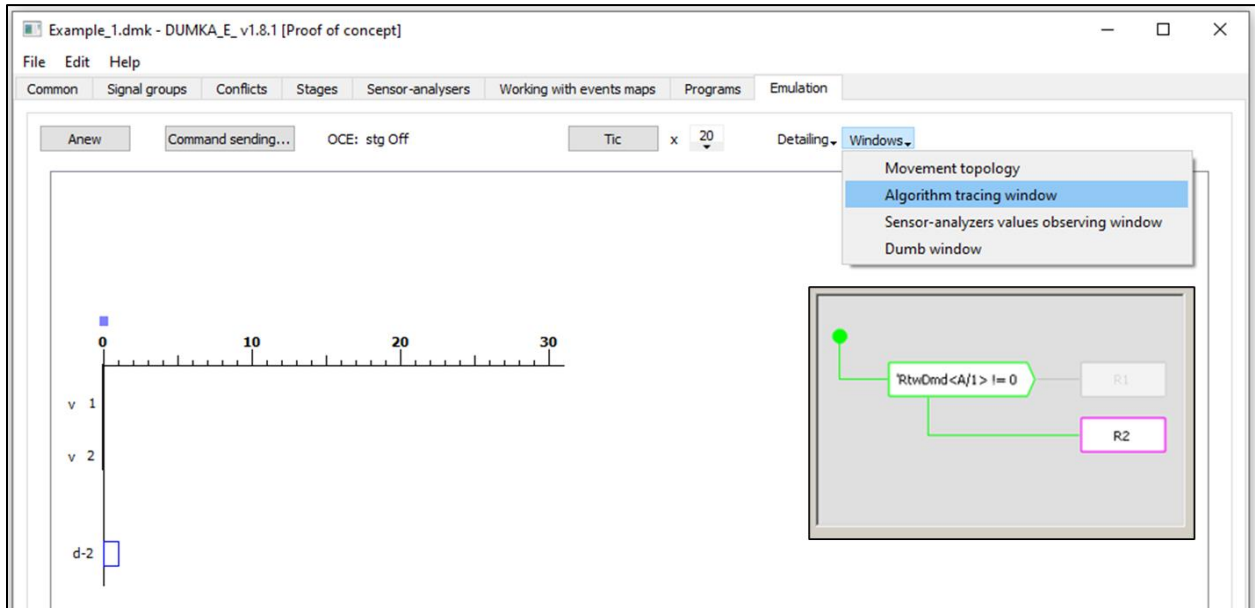 Example_1.dmk - DUMKA_E_ v1.8.1 [Proof of concept]
File Edit Help
Common Signal groups Conflicts Stages Sensor-analysers Working with events maps Programs Emulation
Anew Command sending... OCE: stg Off Tic x 20 Detailing Windows
Movement topology
Algorithm tracing window
Sensor-analyzers values observing window
Dumb window
0 10 20 30
v 1
v 2
d-2
'RtwDmd<A/1> != 0 R1
R2